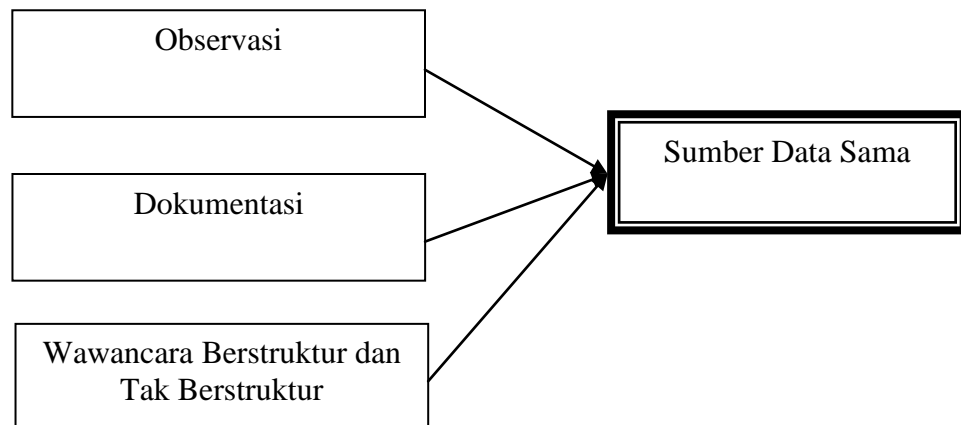 Observasi
Sumber Data Sama
Dokumentasi
Wawancara Berstruktur dan
Tak Berstruktur